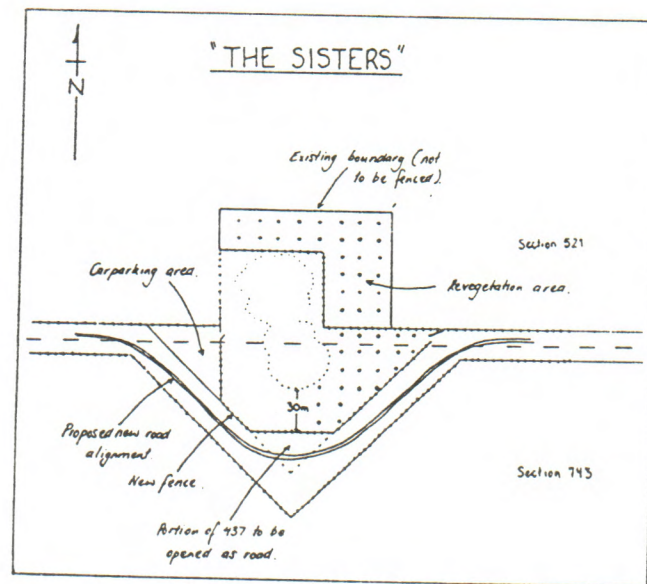 "THE SISTERS"
N
Existing boundary (not
to be fenced).
Section 521
Carparking area.
Revegetation area.
30m
Proposed new road
alignment
New fence.
Section 743
Portion of 437 to be
opened as road.